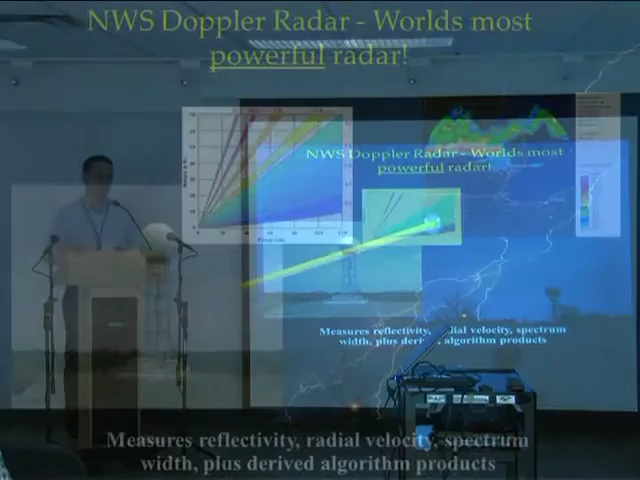 NWS Doppler Radar - Worlds most
powerful radar!
NWS Doppler Radar - Worlds most
powerful radar!
Measures reflectivity, radial velocity, spectrum
width, plus algorithm products
Measures reflectivity, radial velocity, spectrum
width, plus derived algorithm products